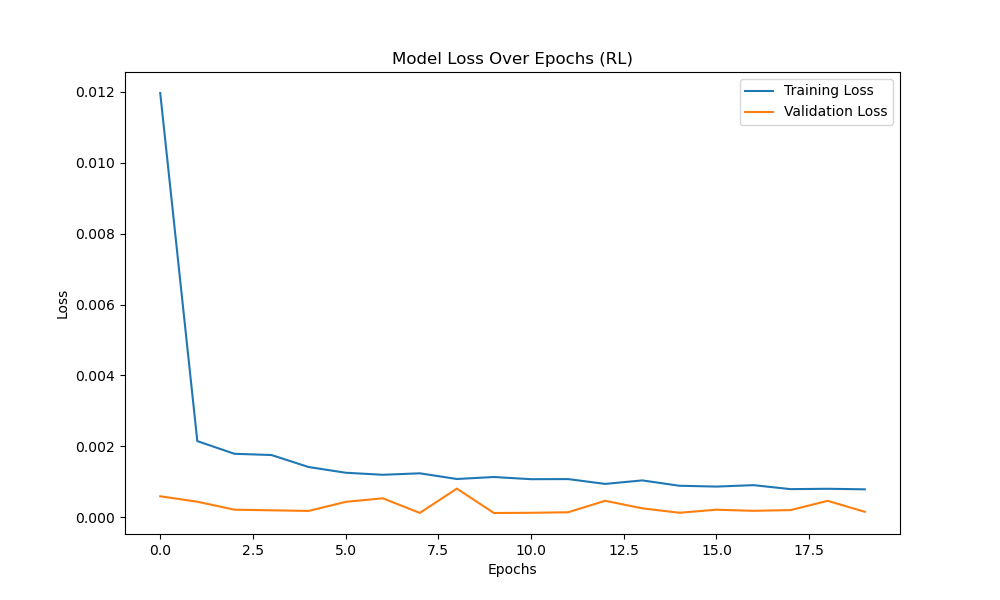 Model Loss Over Epochs (RL)
Training Loss
Validation Loss
0.012
0.010
0.008
0.006
0.004
0.002
0.000
Loss
0.0 2.5 5.0 7.5 10.0 12.5 15.0 17.5
Epochs